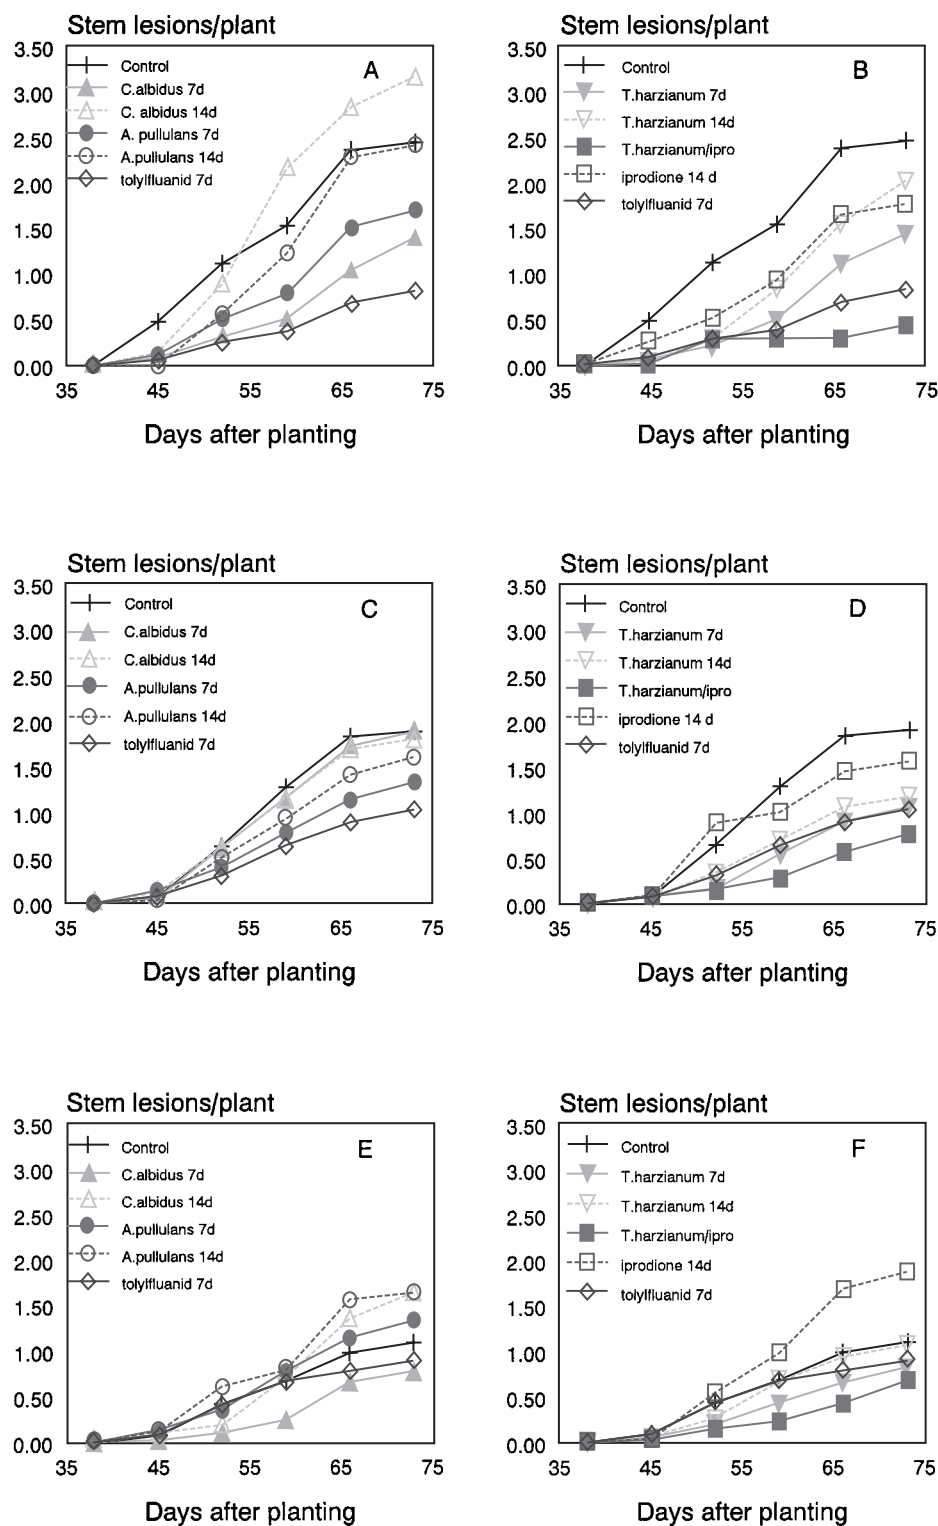 Stem lesions/plant
3.50
3.00
2.50
2.00
1.50
1.00
0.50
0.00
A
Control
C.albidus 7d
C. albidus 14d
A. pullulans 7d
A.pullulans 14d
tolylfluanid 7d
35 45 55 65 75
Days after planting
Stem lesions/plant
3.50
3.00
2.50
2.00
1.50
1.00
0.50
0.00
B
Control
T.harzianum 7d
T.harzianum 14d
T.harzianum/ipro
iprodione 14 d
tolylfluanid 7d
35 45 55 65 75
Days after planting
Stem lesions/plant
3.50
3.00
2.50
2.00
1.50
1.00
0.50
0.00
C
Control
C.albidus 7d
C.albidus 14d
A.pullulans 7d
A.pullulans 14d
tolylfluanid 7d
35 45 55 65 75
Days after planting
Stem lesions/plant
3.50
3.00
2.50
2.00
1.50
1.00
0.50
0.00
D
Control
T.harzianum 7d
T.harzianum 14d
T.harzianum/ipro
iprodione 14 d
tolylfluanid 7d
35 45 55 65 75
Days after planting
Stem lesions/plant
3.50
3.00
2.50
2.00
1.50
1.00
0.50
0.00
E
Control
C.albidus 7d
C.albidus 14d
A.pullulans 7d
A.pullulans 14d
tolylfluanid 7d
35 45 55 65 75
Days after planting
Stem lesions/plant
3.50
3.00
2.50
2.00
1.50
1.00
0.50
0.00
F
Control
T.harzianum 7d
T.harzianum 14d
T.harzianum/ipro
iprodione 14d
tolylfluanid 7d
35 45 55 65 75
Days after planting